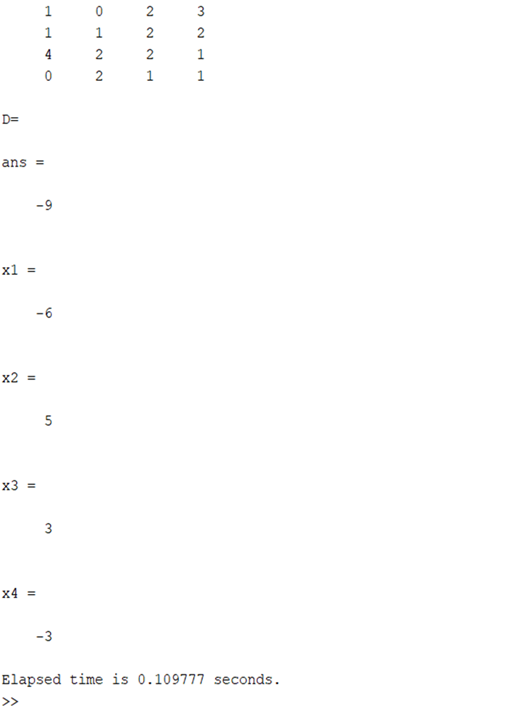 1 0 2 3
1 1 2 2
4 2 2 1
0 2 1 1
D=
ans =
-9
x1 =
-6
x2 =
5
x3 =
3
x4 =
-3
Elapsed time is 0.109777 seconds.
>>